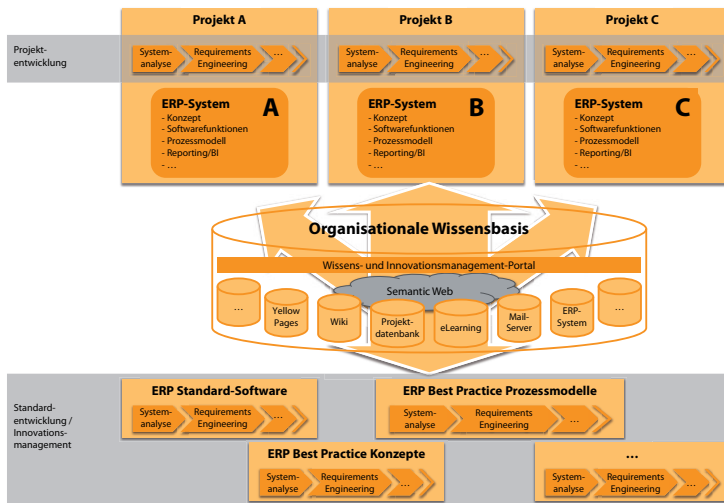 Projekt A
Projekt B
Projekt C
Projekt-
entwicklung
System-
analyse
Requirements
Engineering
...
System-
analyse
Requirements
Engineering
...
System-
analyse
Requirements
Engineering
...
ERP-System
A
- Konzept
- Softwarefunktionen
- Prozessmodell
- Reporting/BI
- ...
ERP-System
B
- Konzept
- Softwarefunktionen
- Prozessmodell
- Reporting/BI
- ...
ERP-System
C
- Konzept
- Softwarefunktionen
- Prozessmodell
- Reporting/BI
- ...
Organisationale Wissensbasis
Wissens- und Innovationsmanagement-Portal
Semantic Web
...
Yellow
Pages
Wiki
Projekt-
datenbank
eLearning
Mail-
Server
ERP-
System
...
Standard-
entwicklung /
Innovations-
management
ERP Standard-Software
System-
analyse
Requirements
Engineering
...
ERP Best Practice Prozessmodelle
System-
analyse
Requirements
Engineering
...
ERP Best Practice Konzepte
System-
analyse
Requirements
Engineering
...
...
System-
analyse
Requirements
Engineering
...